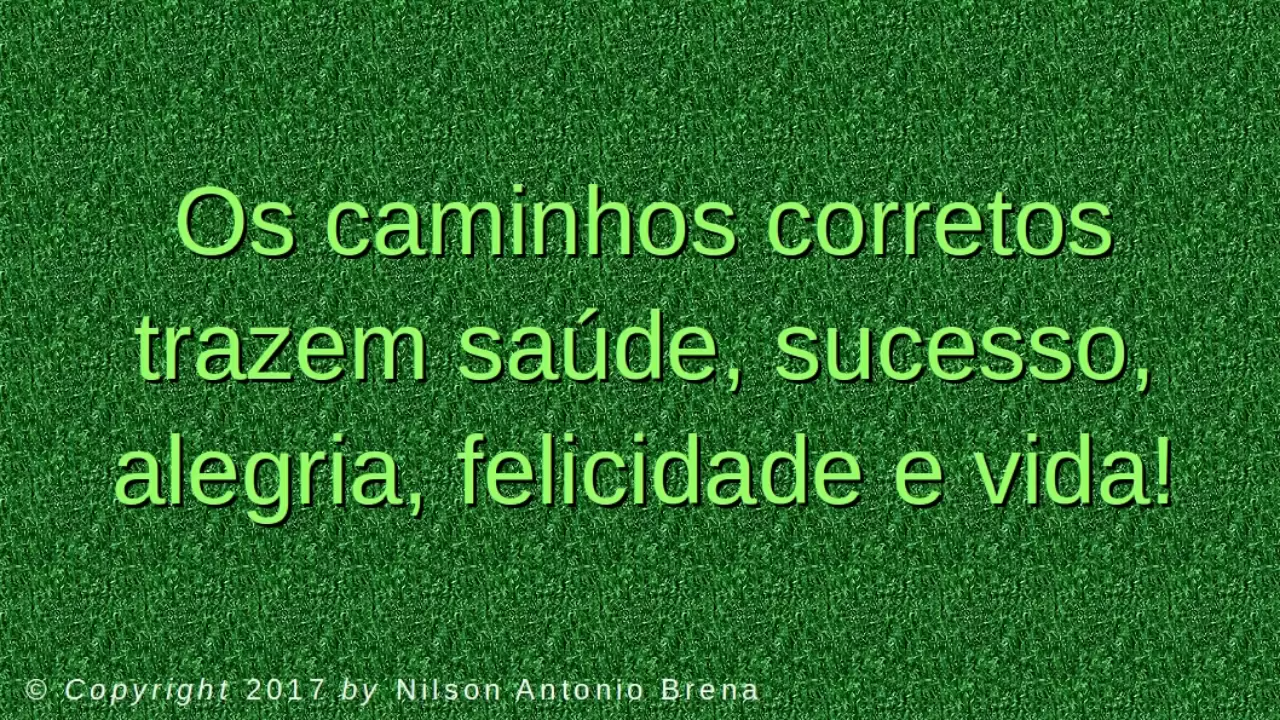 Os caminhos corretos
trazem saúde, sucesso,
alegria, felicidade e vida!
© Copyright 2017 by Nilson Antonio Brena